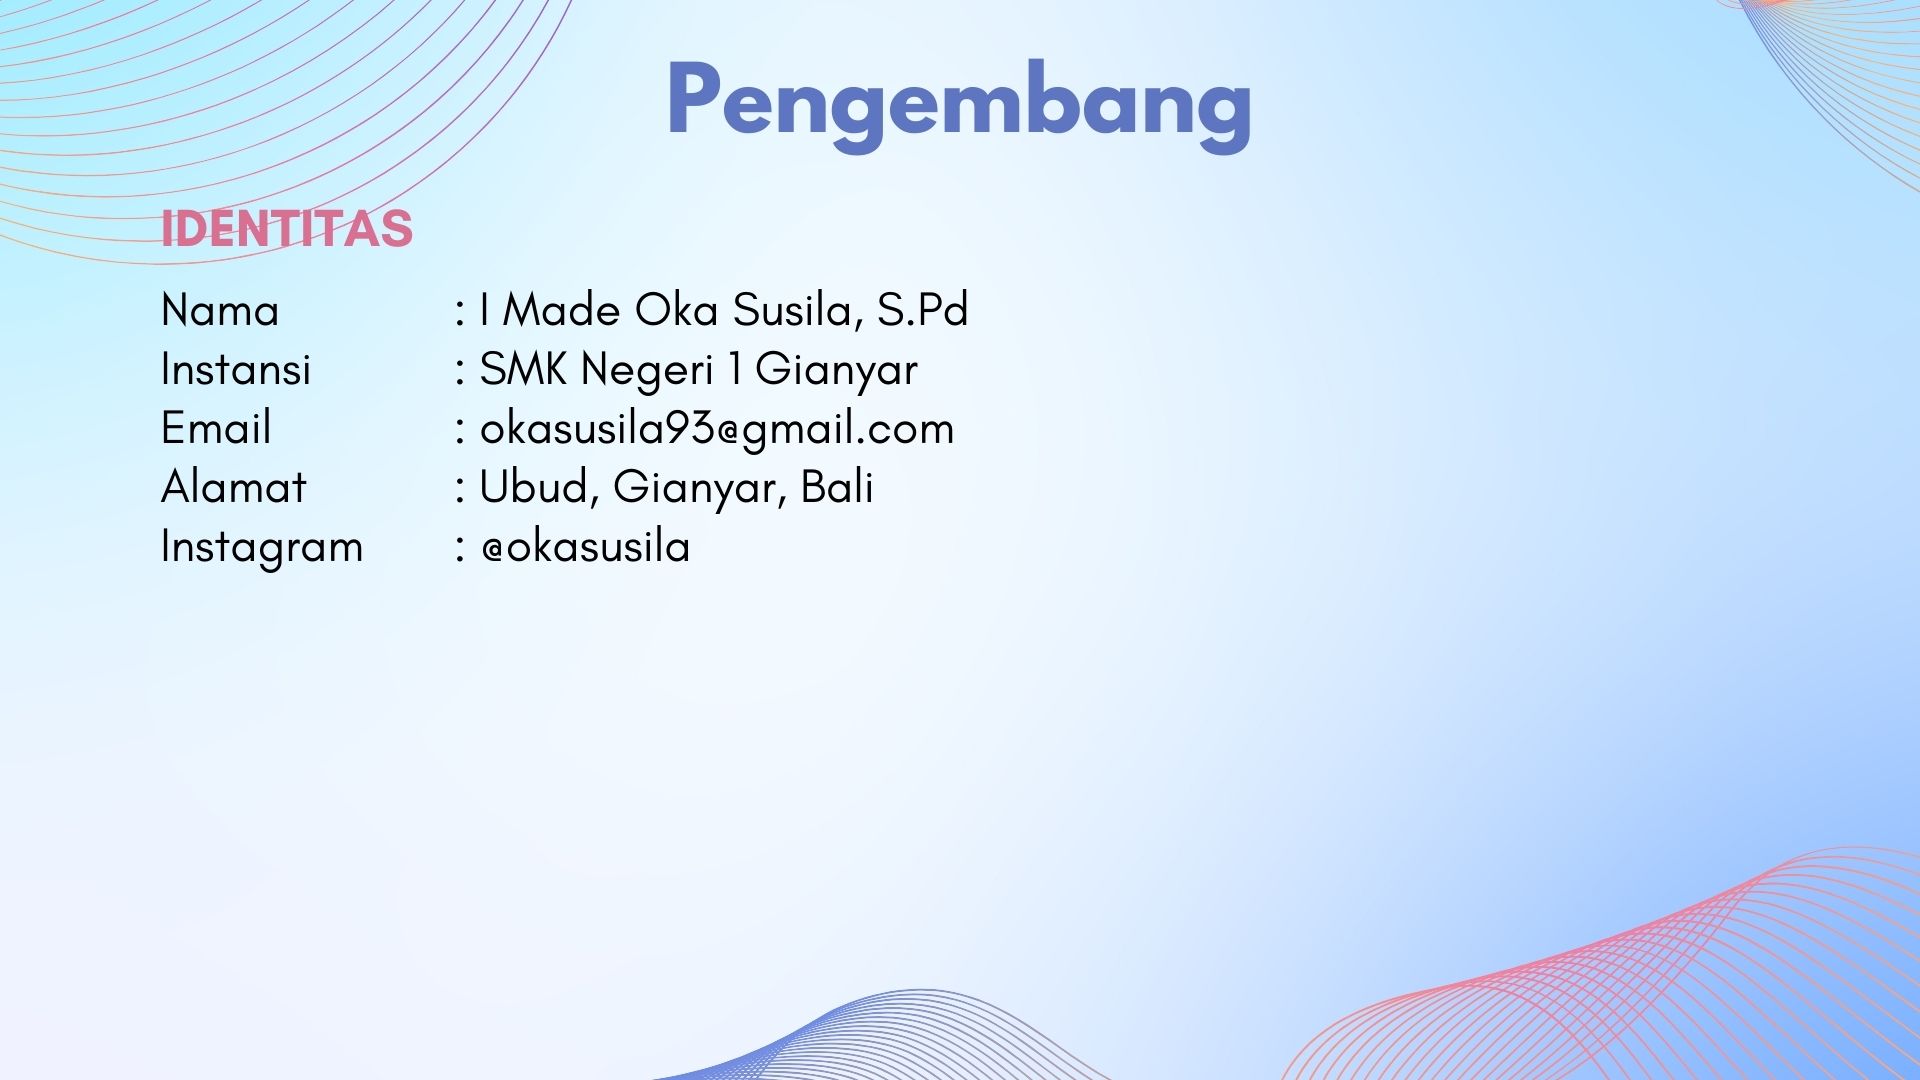 Pengembang
IDENTITAS
Nama : I Made Oka Susila, S.Pd
Instansi : SMK Negeri 1 Gianyar
Email : okasusila93@gmail.com
Alamat : Ubud, Gianyar, Bali
Instagram : @okasusila